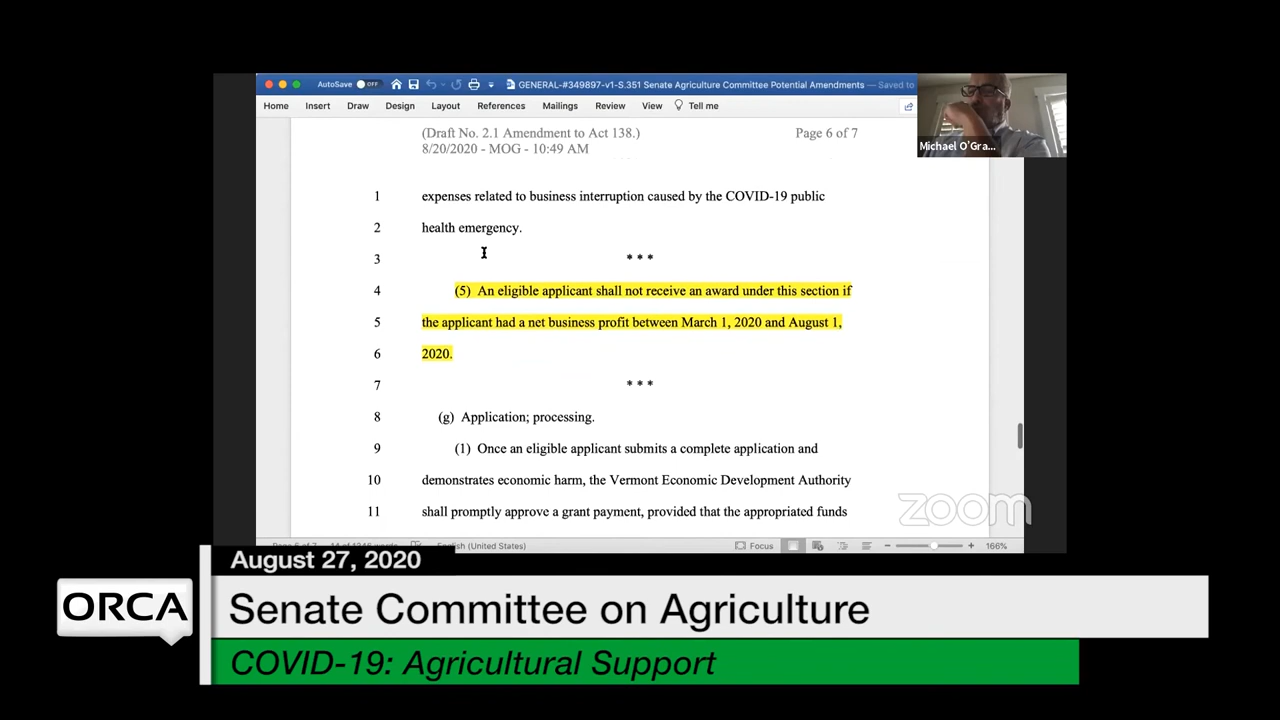 AutoSave OFF GENERAL-#349897-v1-S.351 Senate Agriculture Committee Potential Amendments — Saved to
Home Insert Draw Design Layout References Mailings Review View Tell me
Michael O'Gra...
(Draft No. 2.1 Amendment to Act 138.) Page 6 of 7
8/20/2020 - MOG - 10:49 AM
1 expenses related to business interruption caused by the COVID-19 public
2 health emergency.
3 * * *
4 (5) An eligible applicant shall not receive an award under this section if
5 the applicant had a net business profit between March 1, 2020 and August 1,
6 2020.
7 * * *
8 (g) Application; processing.
9 (1) Once an eligible applicant submits a complete application and
10 demonstrates economic harm, the Vermont Economic Development Authority
11 shall promptly approve a grant payment, provided that the appropriated funds
zoom
English (United States) Focus 166%
August 27, 2020
ORCA
Senate Committee on Agriculture
COVID-19: Agricultural Support